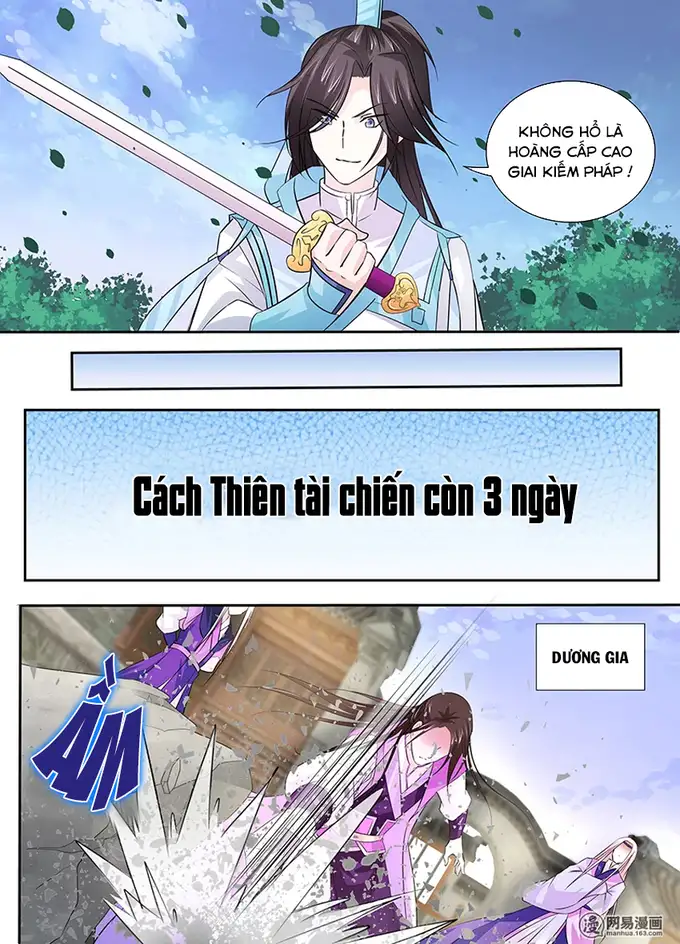 KHÔNG HỔ LÀ
HOÀNG CẤP CAO
GIAI KIẾM PHÁP !
Cách Thiên tài chiến còn 3 ngày
DƯƠNG GIA
ẦM
网易漫画
manhua.163.com